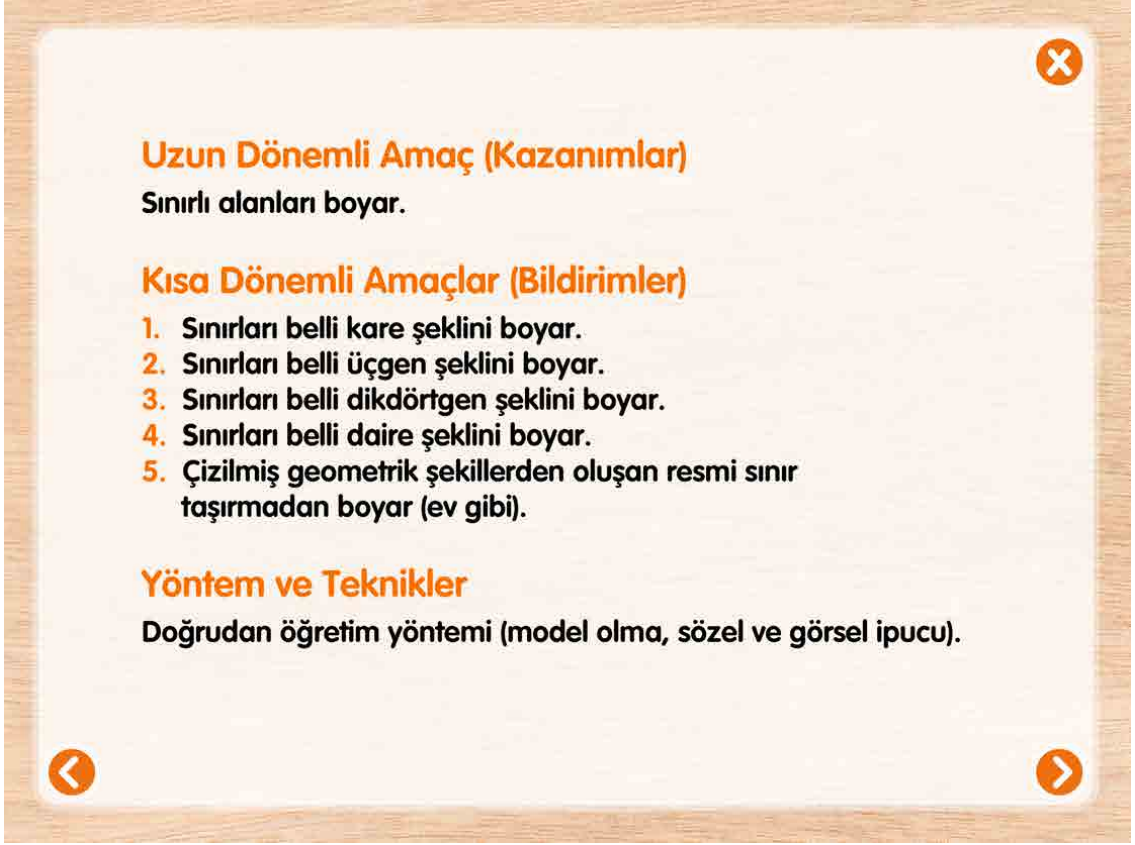 Uzun Dönemli Amaç (Kazanımlar)
Sınırlı alanları boyar.
Kısa Dönemli Amaçlar (Bildirimler)
1. Sınırları belli kare şeklini boyar.
2. Sınırları belli üçgen şeklini boyar.
3. Sınırları belli dikdörtgen şeklini boyar.
4. Sınırları belli daire şeklini boyar.
5. Çizilmiş geometrik şekillerden oluşan resmi sınır
taşırmadan boyar (ev gibi).
Yöntem ve Teknikler
Doğrudan öğretim yöntemi (model olma, sözel ve görsel ipucu).